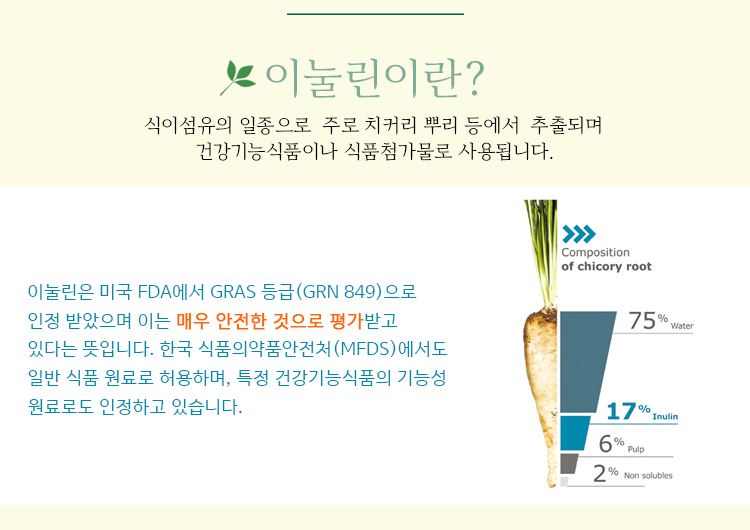 이눌린이란?
식이섬유의 일종으로 주로 치커리 뿌리 등에서 추출되며
건강기능식품이나 식품첨가물로 사용됩니다.
이눌린은 미국 FDA에서 GRAS 등급(GRN 849)으로
인정 받았으며 이는 매우 안전한 것으로 평가받고
있다는 뜻입니다. 한국 식품의약품안전처(MFDS)에서도
일반 식품 원료로 허용하며, 특정 건강기능식품의 기능성
원료로도 인정하고 있습니다.
Composition
of chicory root
75% Water
17% Inulin
6% Pulp
2% Non solubles